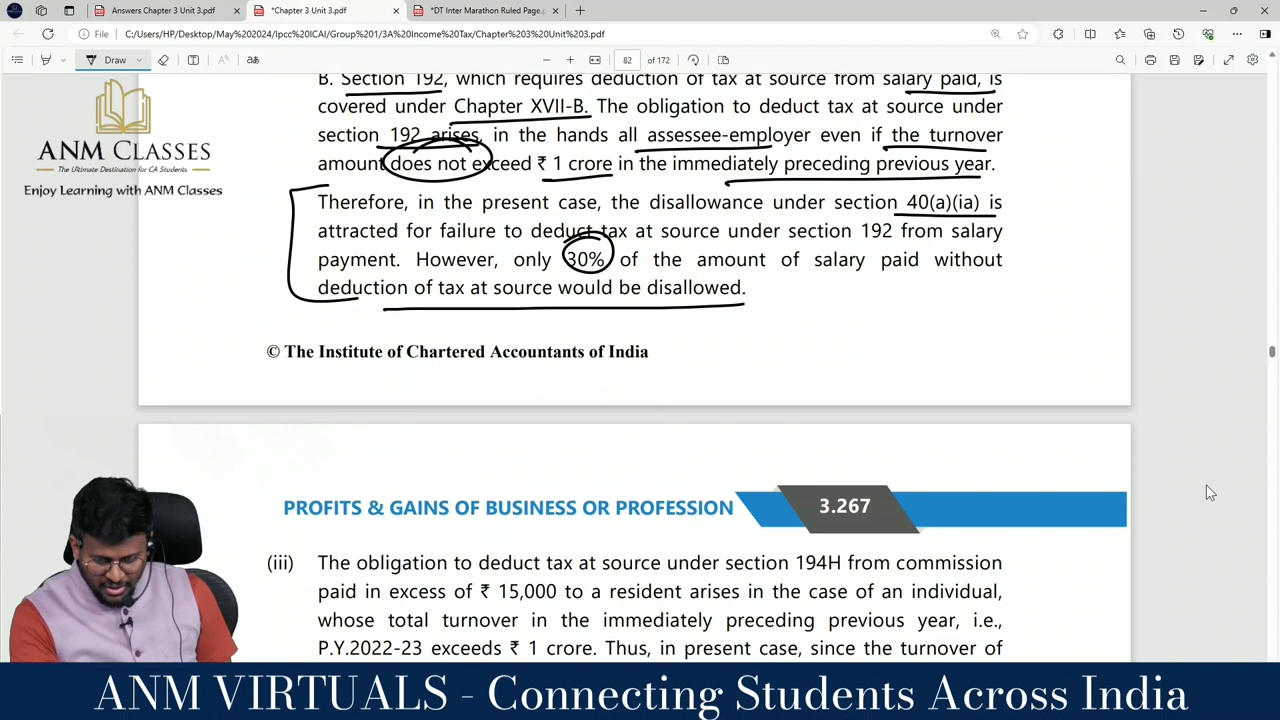 Answers Chapter 3 Unit 3.pdf
*Chapter 3 Unit 3.pdf
*DT Inter Marathon Ruled Page.p
File
C:/Users/HP/Desktop/May%202024/Ipcc%20ICAI/Group%201/3A%20Income%20Tax/Chapter%203%20Unit%203.pdf
Draw
aあ
82 of 172
B. Section 192, which requires deduction of tax at source from salary paid, is
covered under Chapter XVII-B. The obligation to deduct tax at source under
section 192 arises, in the hands all assessee-employer even if the turnover
amount does not exceed ₹ 1 crore in the immediately preceding previous year.
Therefore, in the present case, the disallowance under section 40(a)(ia) is
attracted for failure to deduct tax at source under section 192 from salary
payment. However, only 30% of the amount of salary paid without
deduction of tax at source would be disallowed.
© The Institute of Chartered Accountants of India
PROFITS & GAINS OF BUSINESS OR PROFESSION 3.267
(iii) The obligation to deduct tax at source under section 194H from commission
paid in excess of ₹ 15,000 to a resident arises in the case of an individual,
whose total turnover in the immediately preceding previous year, i.e.,
P.Y.2022-23 exceeds ₹ 1 crore. Thus, in present case, since the turnover of
ANM CLASSES
The Ultimate Destination for CA Students
Enjoy Learning with ANM Classes
ANM VIRTUALS - Connecting Students Across India